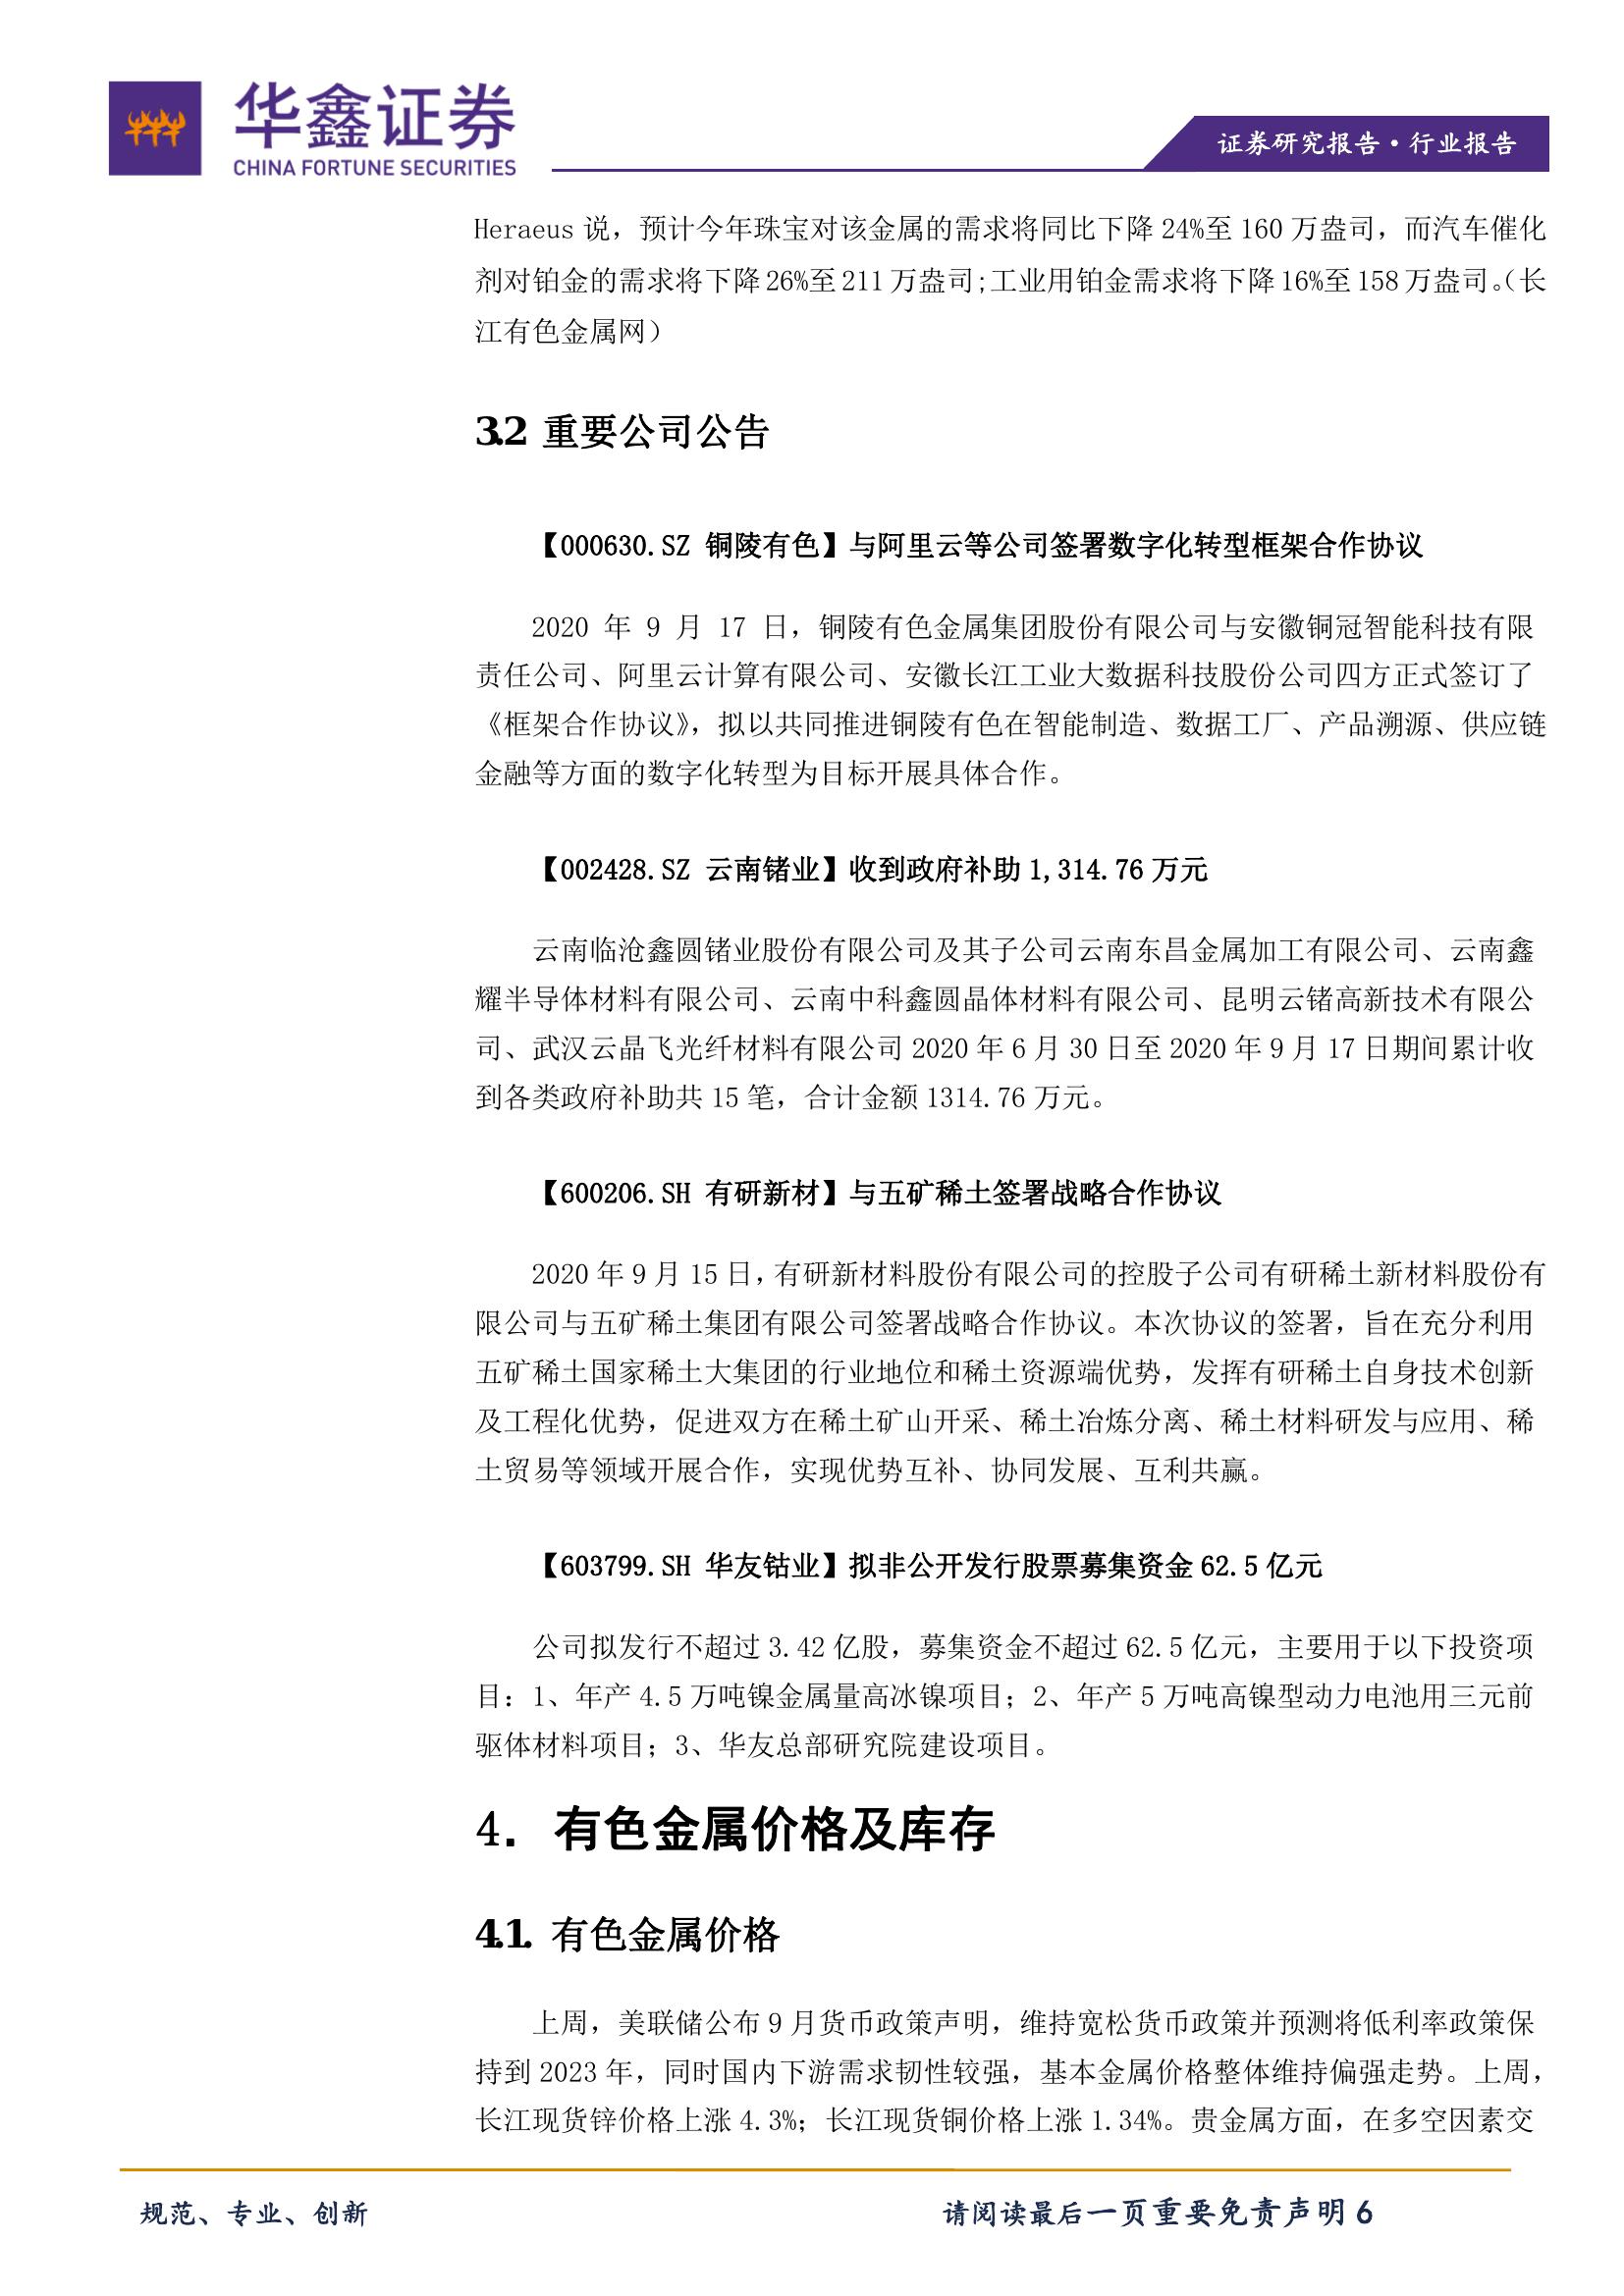 华鑫证券
CHINA FORTUNE SECURITIES
证券研究报告·行业报告
Heraeus 说，预计今年珠宝对该金属的需求将同比下降 24%至 160 万盎司，而汽车催化
剂对铂金的需求将下降 26%至 211 万盎司;工业用铂金需求将下降 16%至 158 万盎司。（长
江有色金属网）
3.2 重要公司公告
【000630.SZ 铜陵有色】与阿里云等公司签署数字化转型框架合作协议
2020 年 9 月 17 日，铜陵有色金属集团股份有限公司与安徽铜冠智能科技有限
责任公司、阿里云计算有限公司、安徽长江工业大数据科技股份公司四方正式签订了
《框架合作协议》，拟以共同推进铜陵有色在智能制造、数据工厂、产品溯源、供应链
金融等方面的数字化转型为目标开展具体合作。
【002428.SZ 云南锗业】收到政府补助 1,314.76 万元
云南临沧鑫圆锗业股份有限公司及其子公司云南东昌金属加工有限公司、云南鑫
耀半导体材料有限公司、云南中科鑫圆晶体材料有限公司、昆明云锗高新技术有限公
司、武汉云晶飞光纤材料有限公司 2020 年 6 月 30 日至 2020 年 9 月 17 日期间累计收
到各类政府补助共 15 笔，合计金额 1314.76 万元。
【600206.SH 有研新材】与五矿稀土签署战略合作协议
2020 年 9 月 15 日，有研新材料股份有限公司的控股子公司有研稀土新材料股份有
限公司与五矿稀土集团有限公司签署战略合作协议。本次协议的签署，旨在充分利用
五矿稀土国家稀土大集团的行业地位和稀土资源端优势，发挥有研稀土自身技术创新
及工程化优势，促进双方在稀土矿山开采、稀土冶炼分离、稀土材料研发与应用、稀
土贸易等领域开展合作，实现优势互补、协同发展、互利共赢。
【603799.SH 华友钴业】拟非公开发行股票募集资金 62.5 亿元
公司拟发行不超过 3.42 亿股，募集资金不超过 62.5 亿元，主要用于以下投资项
目：1、年产 4.5 万吨镍金属量高冰镍项目；2、年产 5 万吨高镍型动力电池用三元前
驱体材料项目；3、华友总部研究院建设项目。
4. 有色金属价格及库存
4.1. 有色金属价格
上周，美联储公布 9 月货币政策声明，维持宽松货币政策并预测将低利率政策保
持到 2023 年，同时国内下游需求韧性较强，基本金属价格整体维持偏强走势。上周，
长江现货锌价格上涨 4.3%；长江现货铜价格上涨 1.34%。贵金属方面，在多空因素交
规范、专业、创新
请阅读最后一页重要免责声明 6